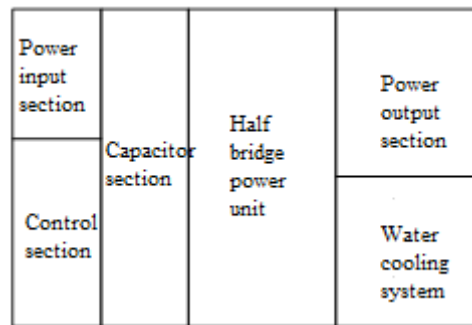 Power
input
section
Control
section
Capacitor
section
Half
bridge
power
unit
Power
output
section
Water
cooling
system